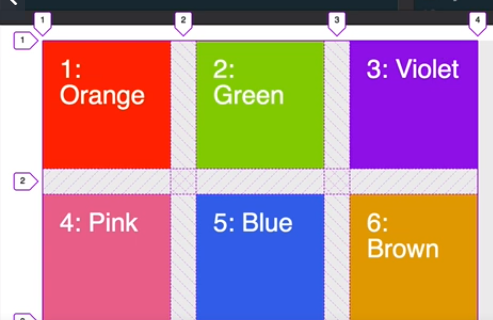 1 2 3 4
1
1: Orange
2: Green
3: Violet
2
4: Pink
5: Blue
6: Brown